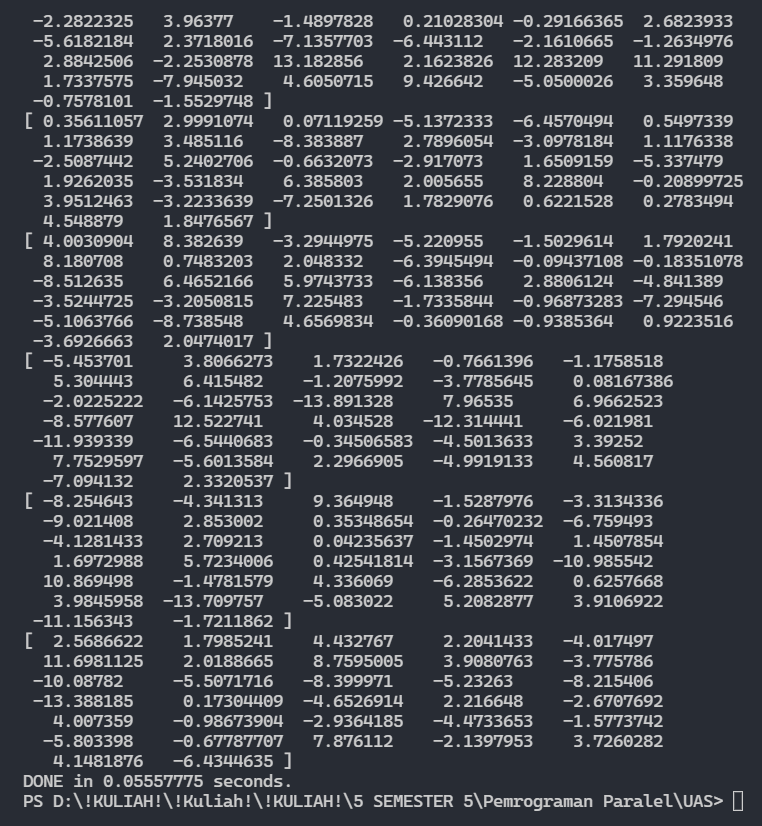 -2.2822325   3.96377    -1.4897828   0.21028304 -0.29166365  2.6823933
-5.6182184   2.3718016  -7.1357703  -6.443112   -2.1610665  -1.2634976
2.8842506  -2.2530878  13.182856    2.1623826  12.283209   11.291809
1.7337575  -7.945032    4.6050715   9.426642   -5.0500026   3.359648
-0.7578101  -1.5529748 ]
[ 0.35611057  2.9991074   0.07119259 -5.1372333  -6.4570494   0.5497339
1.1738639   3.485116   -8.383887    2.7896054  -3.0978184   1.1176338
-2.5087442   5.2402706  -0.6632073  -2.917073    1.6509159  -5.337479
1.9262035  -3.531834    6.385803    2.005655    8.228804   -0.20899725
3.9512463  -3.2233639  -7.2501326   1.7829076   0.6221528   0.2783494
4.548879    1.8476567 ]
[ 4.0030904   8.382639   -3.2944975  -5.220955   -1.5029614   1.7920241
8.180708    0.7483203   2.048332   -6.3945494  -0.09437108 -0.18351078
-8.512635    6.4652166   5.9743733  -6.138356    2.8806124  -4.841389
-3.5244725  -3.2050815   7.225483   -1.7335844  -0.96873283 -7.294546
-5.1063766  -8.738548    4.6569834  -0.36090168 -0.9385364   0.9223516
-3.6926663   2.0474017 ]
[ -5.453701     3.8066273    1.7322426   -0.7661396   -1.1758518
5.304443     6.415482    -1.2075992   -3.7785645    0.08167386
-2.0225222   -6.1425753  -13.891328     7.96535      6.9662523
-8.577607    12.522741     4.034528   -12.314441    -6.021981
-11.939339    -6.5440683   -0.34506583  -4.5013633    3.39252
7.7529597   -5.6013584    2.2966905   -4.9919133    4.560817
-7.094132     2.3320537 ]
[ -8.254643    -4.341313     9.364948    -1.5287976   -3.3134336
-9.021408     2.853002     0.35348654  -0.26470232  -6.759493
-4.1281433    2.709213     0.04235637  -1.4502974    1.4507854
1.6972988    5.7234006    0.42541814  -3.1567369  -10.985542
10.869498    -1.4781579    4.336069    -6.2853622    0.6257668
3.9845958  -13.709757    -5.083022     5.2082877    3.9106922
-11.156343    -1.7211862 ]
[  2.5686622    1.7985241    4.432767     2.2041433   -4.017497
11.6981125    2.0188665    8.7595005    3.9080763   -3.775786
-10.08782     -5.5071716   -8.399971    -5.23263     -8.215406
-13.388185     0.17304409  -4.6526914    2.216648    -2.6707692
4.007359    -0.98673904  -2.9364185   -4.4733653   -1.5773742
-5.803398    -0.67787707   7.876112    -2.1397953    3.7260282
4.1481876   -6.4344635 ]
DONE in 0.05557775 seconds.
PS D:\!KULIAH!\!Kuliah!\!KULIAH!\5 SEMESTER 5\Pemrograman Paralel\UAS>